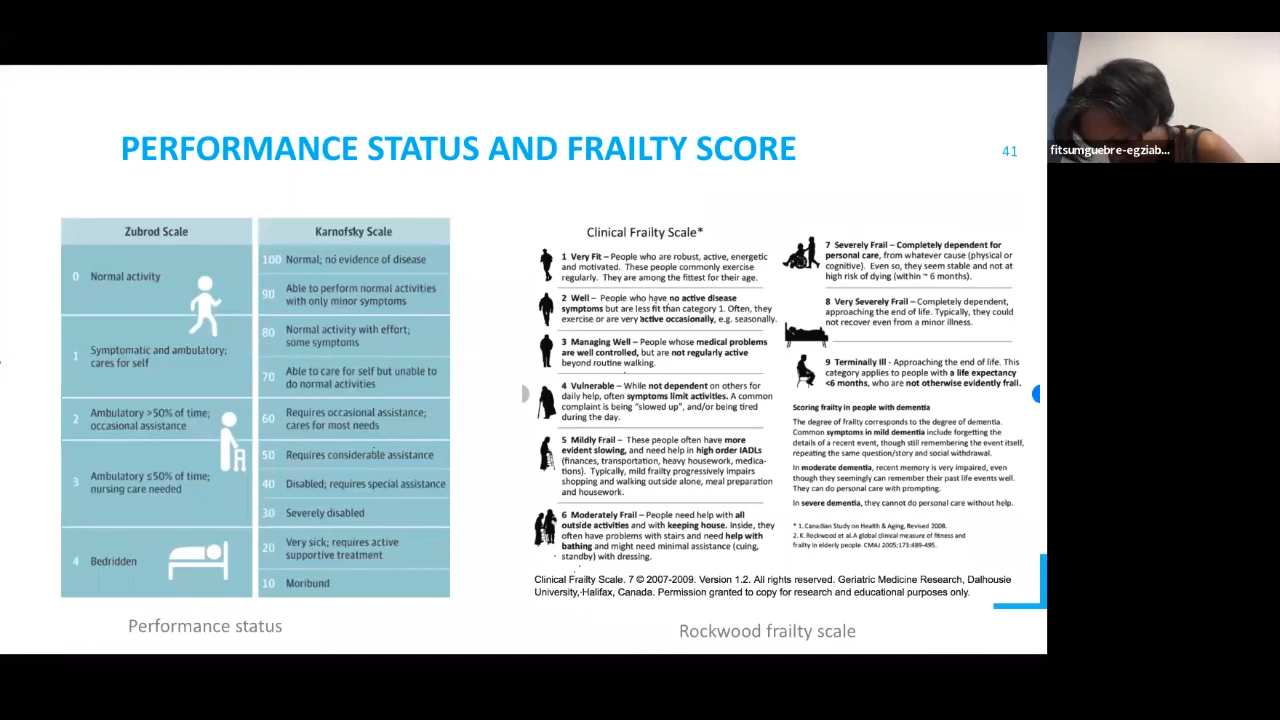 PERFORMANCE STATUS AND FRAILTY SCORE
41
fitsumguebre-egziab...
Zubrod Scale
0 Normal activity
1 Symptomatic and ambulatory;
cares for self
2 Ambulatory >50% of time;
occasional assistance
3 Ambulatory ≤50% of time;
nursing care needed
4 Bedridden
Karnofsky Scale
100 Normal; no evidence of disease
90 Able to perform normal activities
with only minor symptoms
80 Normal activity with effort;
some symptoms
70 Able to care for self but unable to
do normal activities
60 Requires occasional assistance;
cares for most needs
50 Requires considerable assistance
40 Disabled; requires special assistance
30 Severely disabled
20 Very sick; requires active
supportive treatment
10 Moribund
Performance status
Clinical Frailty Scale*
1 Very Fit – People who are robust, active, energetic
and motivated. These people commonly exercise
regularly. They are among the fittest for their age.
2 Well – People who have no active disease
symptoms but are less fit than category 1. Often, they
exercise or are very active occasionally, e.g. seasonally.
3 Managing Well – People whose medical problems
are well controlled, but are not regularly active
beyond routine walking.
4 Vulnerable – While not dependent on others for
daily help, often symptoms limit activities. A common
complaint is being “slowed up”, and/or being tired
during the day.
5 Mildly Frail – These people often have more
evident slowing, and need help in high order IADLs
(finances, transportation, heavy housework, medica-
tions). Typically, mild frailty progressively impairs
shopping and walking outside alone, meal preparation
and housework.
6 Moderately Frail – People need help with all
outside activities and with keeping house. Inside, they
often have problems with stairs and need help with
bathing and might need minimal assistance (cuing,
standby) with dressing.
7 Severely Frail – Completely dependent for
personal care, from whatever cause (physical or
cognitive). Even so, they seem stable and not at
high risk of dying (within ~ 6 months).
8 Very Severely Frail – Completely dependent,
approaching the end of life. Typically, they could
not recover even from a minor illness.
9 Terminally Ill - Approaching the end of life. This
category applies to people with a life expectancy
<6 months, who are not otherwise evidently frail.
Scoring frailty in people with dementia
The degree of frailty corresponds to the degree of dementia.
Common symptoms in mild dementia include forgetting the
details of a recent event, though still remembering the event itself,
repeating the same question/story and social withdrawal.
In moderate dementia, recent memory is very impaired, even
though they seemingly can remember their past life events well.
They can do personal care with prompting.
In severe dementia, they cannot do personal care without help.
* 1. Canadian Study on Health & Aging, Revised 2008.
2. K. Rockwood et al. A global clinical measure of fitness and
frailty in elderly people. CMAJ 2005;173:489-495.
Clinical Frailty Scale. 7 © 2007-2009. Version 1.2. All rights reserved. Geriatric Medicine Research, Dalhousie
University, Halifax, Canada. Permission granted to copy for research and educational purposes only.
Rockwood frailty scale